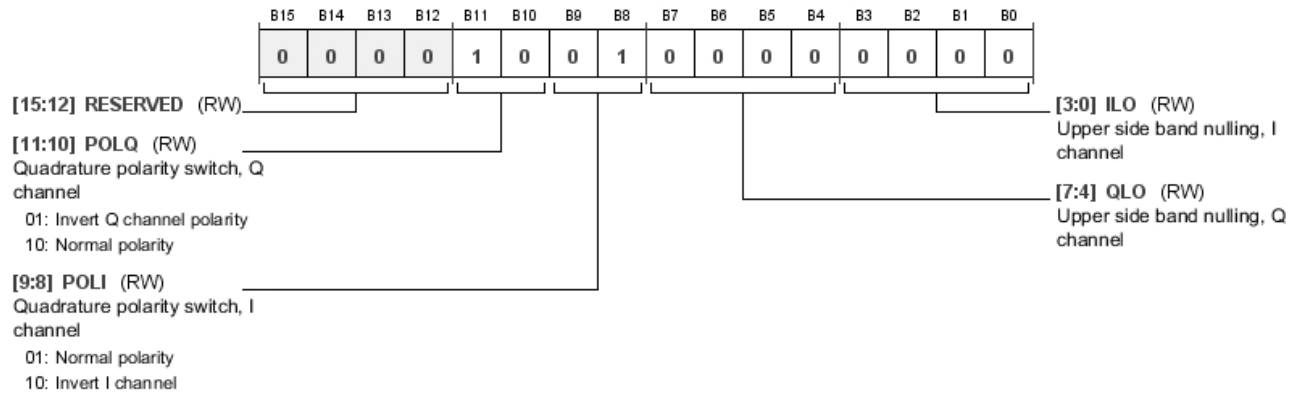 B15 B14 B13 B12 B11 B10 B9 B8 B7 B6 B5 B4 B3 B2 B1 B0
0 0 0 0 1 0 0 1 0 0 0 0 0 0 0 0
[15:12] RESERVED (RW)
[11:10] POLQ (RW)
Quadrature polarity switch, Q
channel
01: Invert Q channel polarity
10: Normal polarity
[9:8] POLI (RW)
Quadrature polarity switch, I
channel
01: Normal polarity
10: Invert I channel
[3:0] ILO (RW)
Upper side band nulling, I
channel
[7:4] QLO (RW)
Upper side band nulling, Q
channel